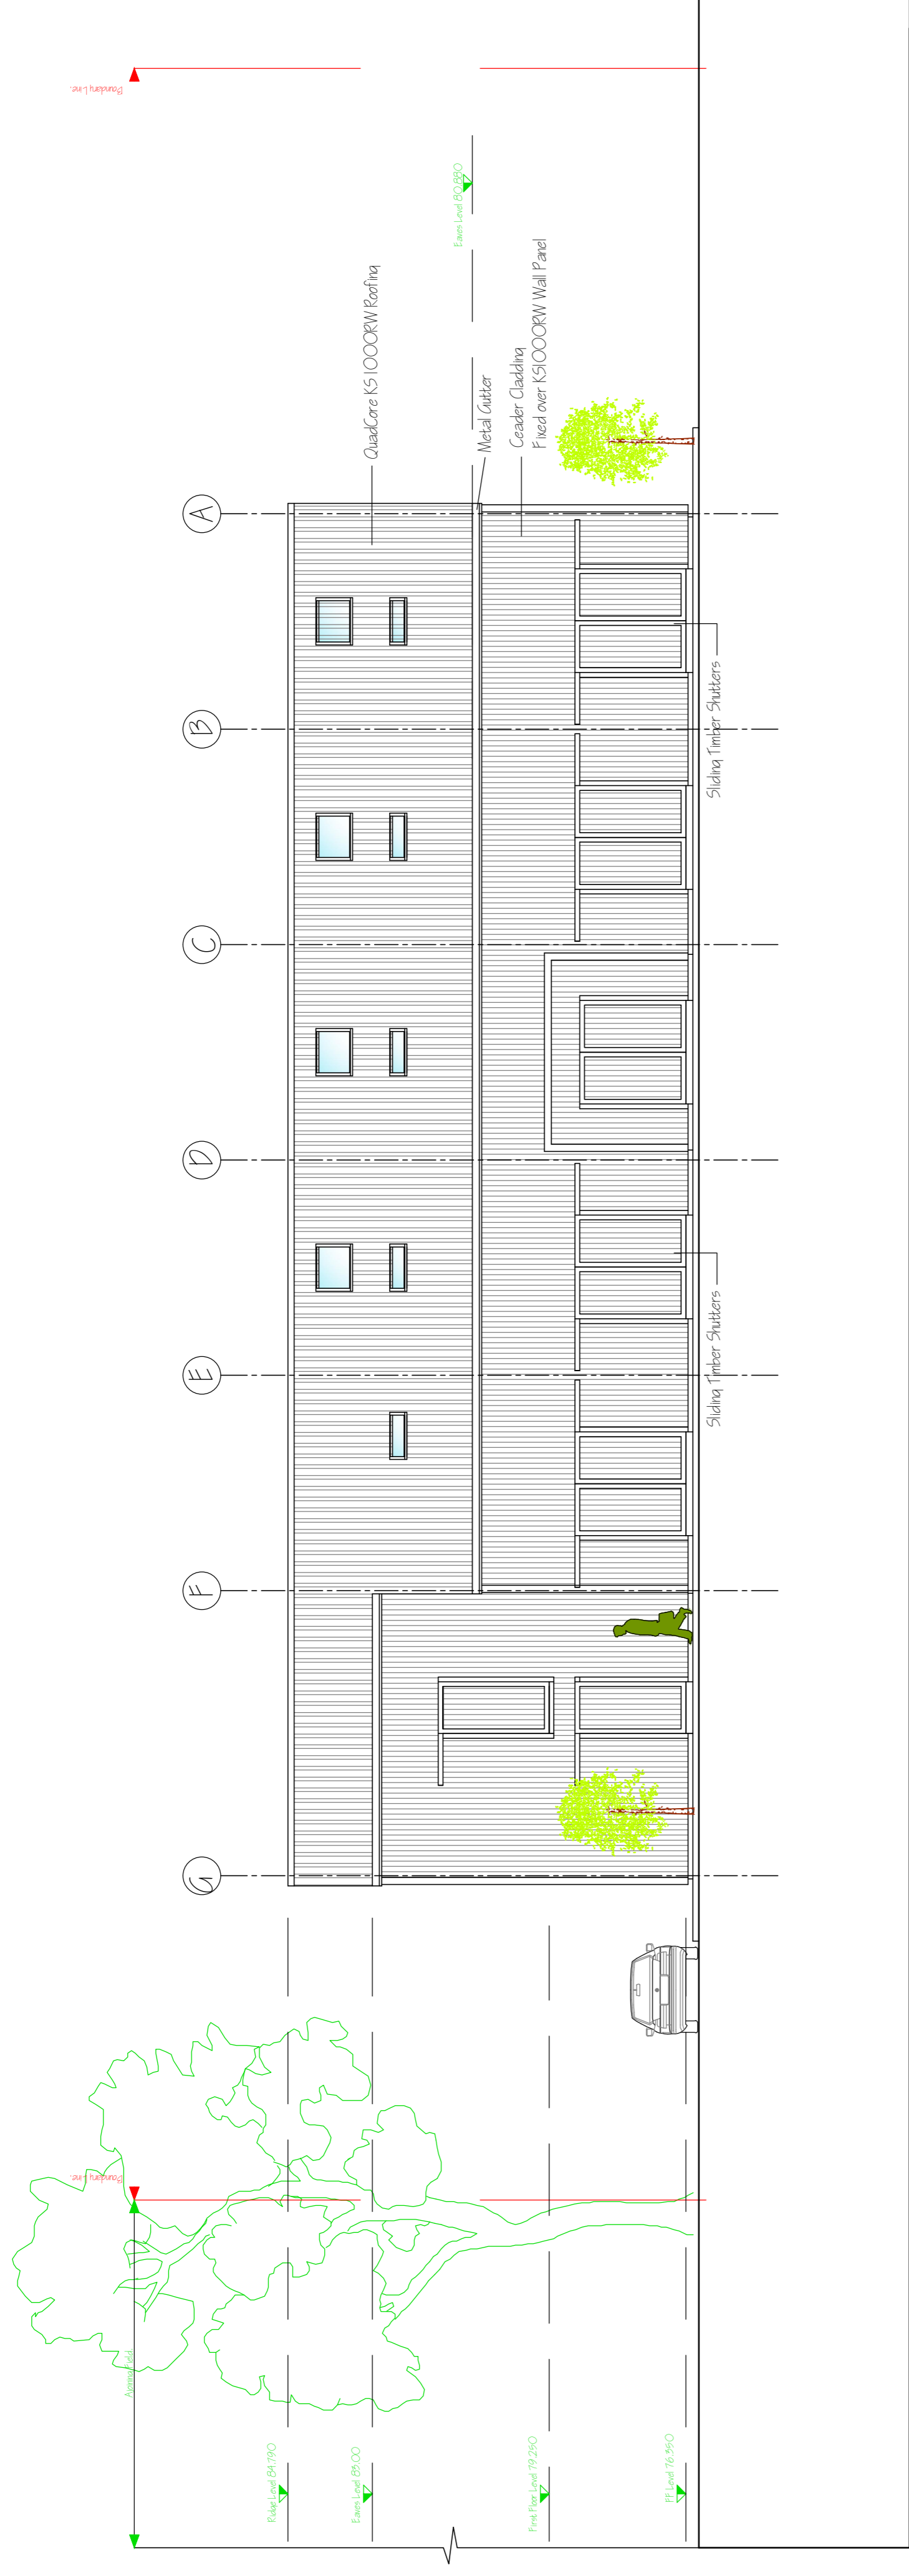 Field
Boundary Line.
Boundary Line.
G
F
E
D
C
B
A
Ridge Level 84.790
QuadCore KS1000RW Roofing
Eaves Level 83.00
Eaves Level 80.880
Metal Gutter
Ceader Cladding
Fixed over KS1000RW Wall Panel
First Floor Level 79.250
FF Level 76.350
Sliding Timber Shutters
Sliding Timber Shutters